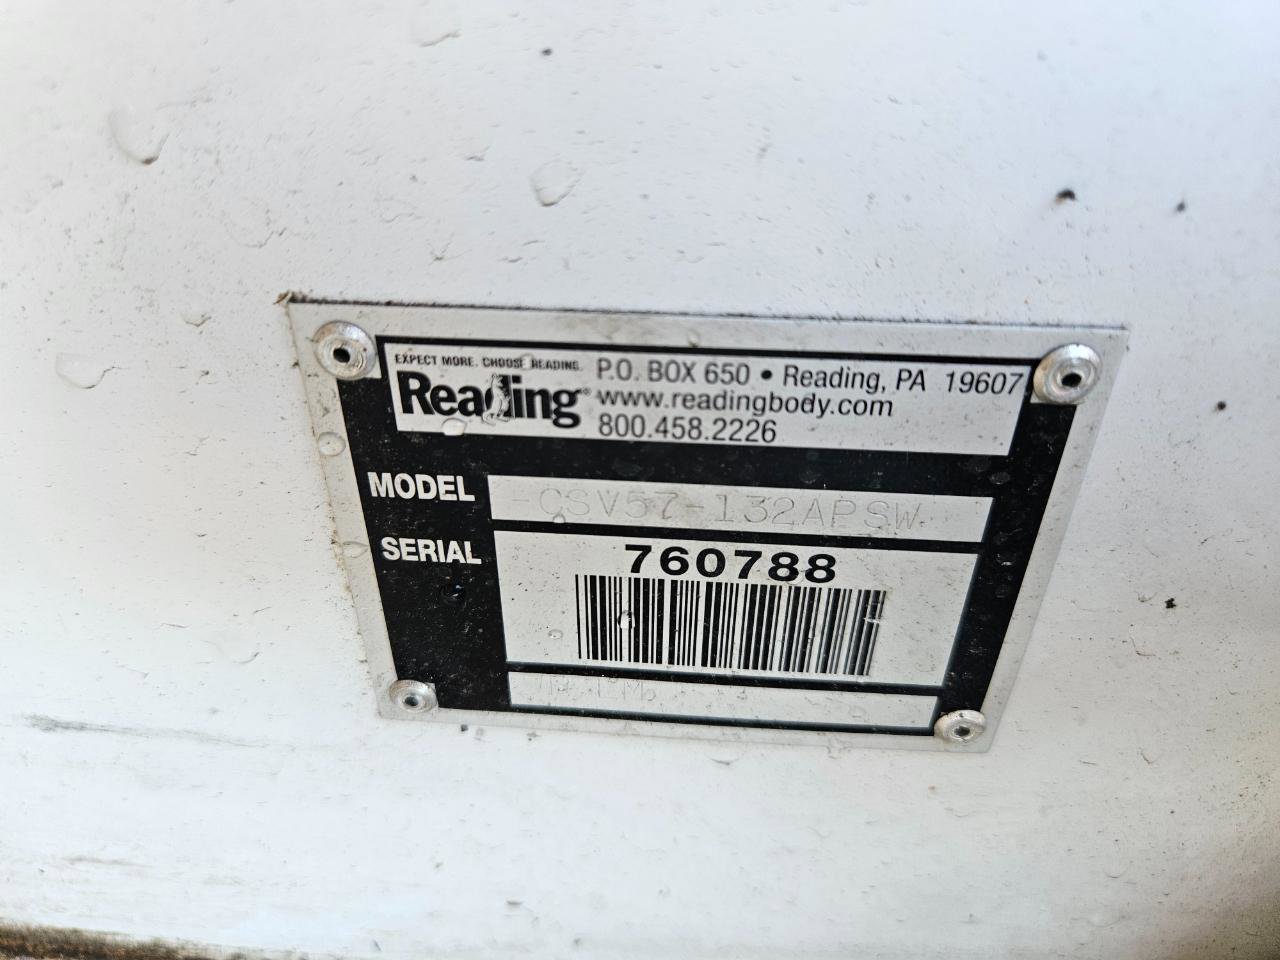 EXPECT MORE. CHOOSE READING.
Reading
P.O. BOX 650 • Reading, PA 19607
www.readingbody.com
800.458.2226
MODEL -CSV57-132APSW
SERIAL 760788